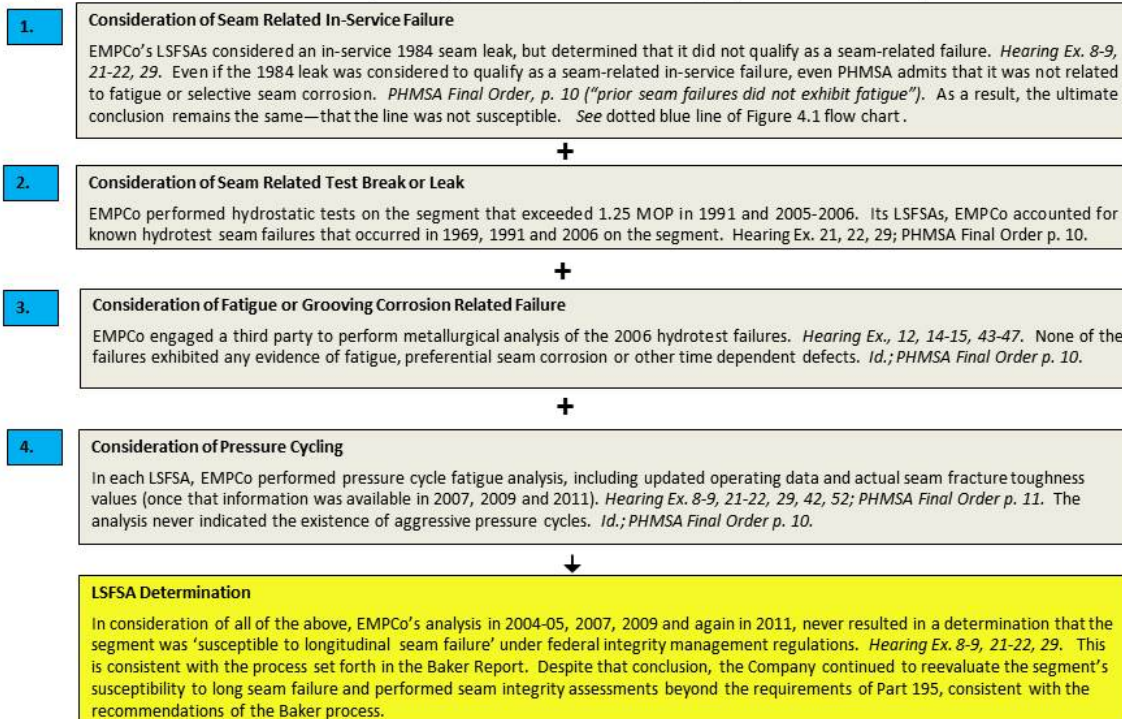 1.
Consideration of Seam Related In-Service Failure
EMPCo's LSFSAs considered an in-service 1984 seam leak, but determined that it did not qualify as a seam-related failure. Hearing Ex. 8-9,
21-22, 29. Even if the 1984 leak was considered to qualify as a seam-related in-service failure, even PHMSA admits that it was not related
to fatigue or selective seam corrosion. PHMSA Final Order, p. 10 ("prior seam failures did not exhibit fatigue"). As a result, the ultimate
conclusion remains the same—that the line was not susceptible. See dotted blue line of Figure 4.1 flow chart.
+
2.
Consideration of Seam Related Test Break or Leak
EMPCo performed hydrostatic tests on the segment that exceeded 1.25 MOP in 1991 and 2005-2006. Its LSFSAs, EMPCo accounted for
known hydrotest seam failures that occurred in 1969, 1991 and 2006 on the segment. Hearing Ex. 21, 22, 29; PHMSA Final Order p. 10.
+
3.
Consideration of Fatigue or Grooving Corrosion Related Failure
EMPCo engaged a third party to perform metallurgical analysis of the 2006 hydrotest failures. Hearing Ex., 12, 14-15, 43-47. None of the
failures exhibited any evidence of fatigue, preferential seam corrosion or other time dependent defects. Id.; PHMSA Final Order p. 10.
+
4.
Consideration of Pressure Cycling
In each LSFSA, EMPCo performed pressure cycle fatigue analysis, including updated operating data and actual seam fracture toughness
values (once that information was available in 2007, 2009 and 2011). Hearing Ex. 8-9, 21-22, 29, 42, 52; PHMSA Final Order p. 11. The
analysis never indicated the existence of aggressive pressure cycles. Id.; PHMSA Final Order p. 10.
LSFSA Determination
In consideration of all of the above, EMPCo's analysis in 2004-05, 2007, 2009 and again in 2011, never resulted in a determination that the
segment was 'susceptible to longitudinal seam failure' under federal integrity management regulations. Hearing Ex. 8-9, 21-22, 29. This
is consistent with the process set forth in the Baker Report. Despite that conclusion, the Company continued to reevaluate the segment's
susceptibility to long seam failure and performed seam integrity assessments beyond the requirements of Part 195, consistent with the
recommendations of the Baker process.